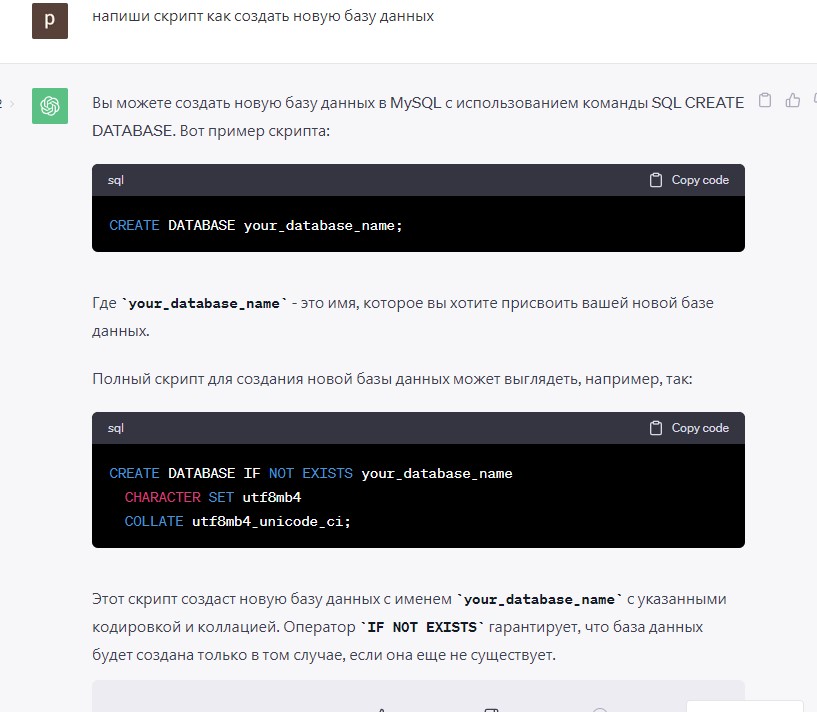 p
напиши скрипт как создать новую базу данных
Вы можете создать новую базу данных в MySQL с использованием команды SQL CREATE
DATABASE. Вот пример скрипта:
sql
Copy code
CREATE DATABASE your_database_name;
Где `your_database_name` - это имя, которое вы хотите присвоить вашей новой базе
данных.
Полный скрипт для создания новой базы данных может выглядеть, например, так:
sql
Copy code
CREATE DATABASE IF NOT EXISTS your_database_name
CHARACTER SET utf8mb4
COLLATE utf8mb4_unicode_ci;
Этот скрипт создаст новую базу данных с именем `your_database_name` с указанными
кодировкой и коллацией. Оператор `IF NOT EXISTS` гарантирует, что база данных
будет создана только в том случае, если она еще не существует.